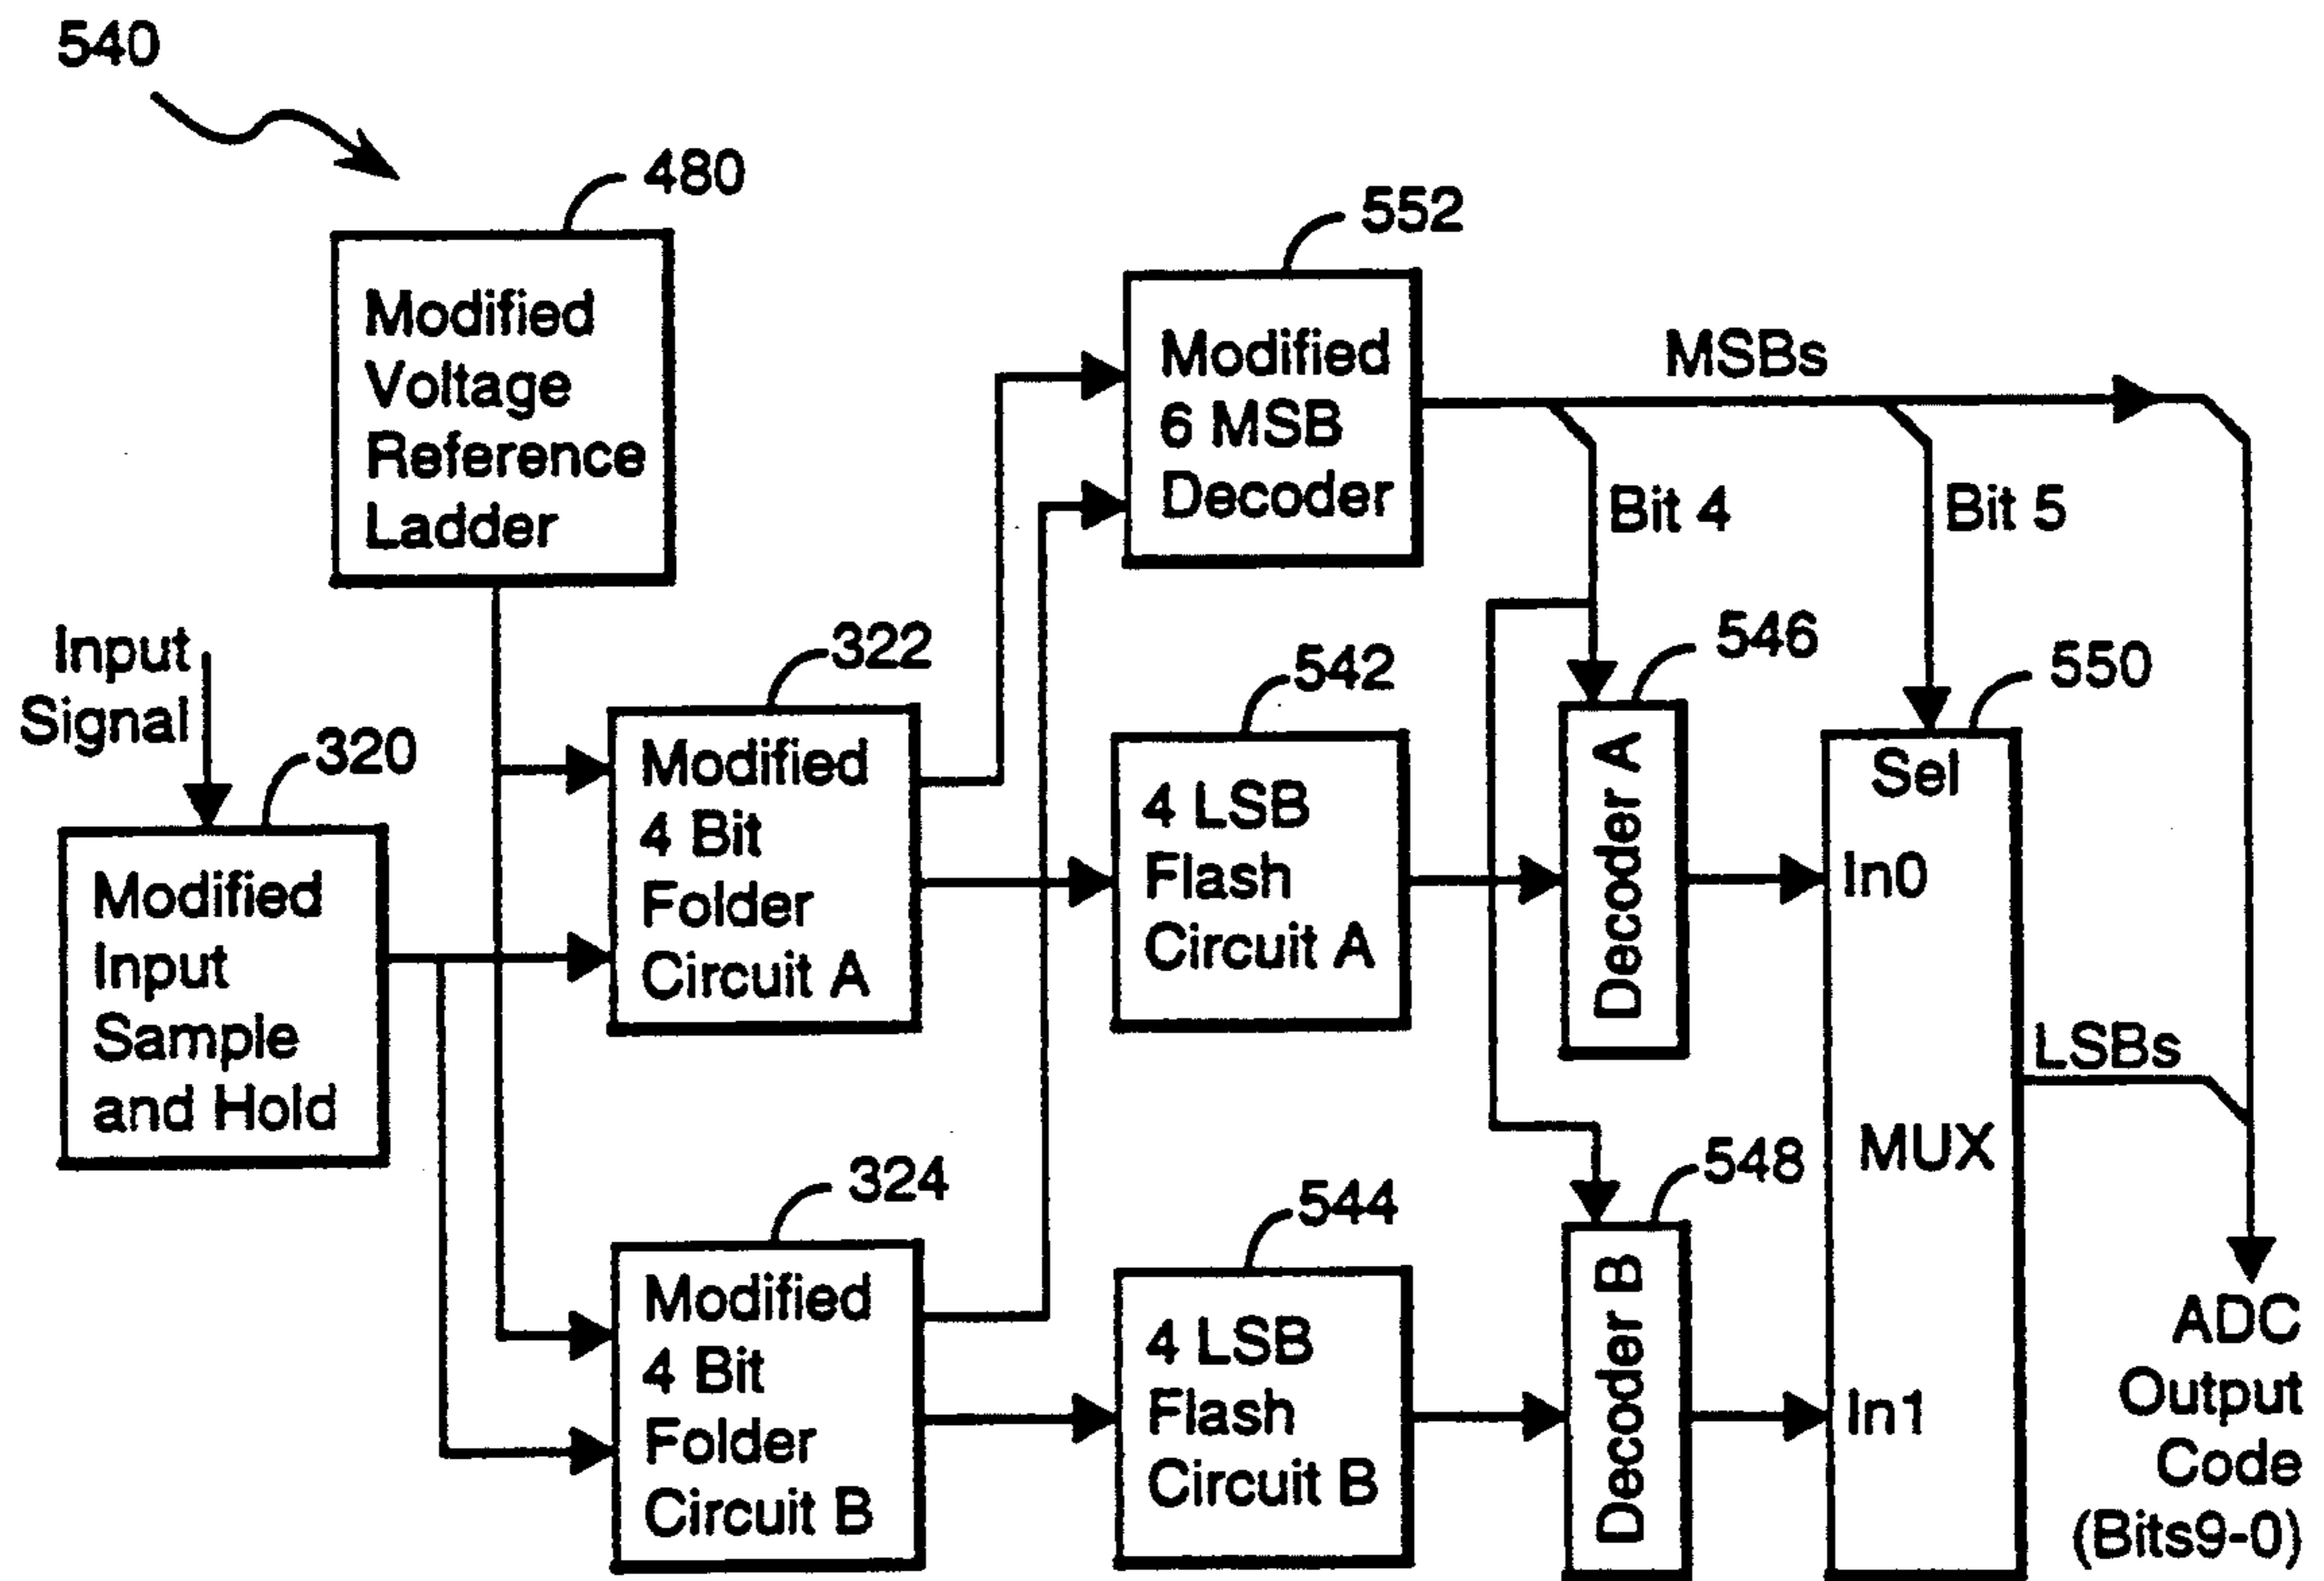 540
480
Modified
Voltage
Reference
Ladder
552
Modified
6 MSB
Decoder
MSBs
Bit 4
Bit 5
Input
Signal
320
Modified
Input
Sample
and Hold
322
Modified
4 Bit
Folder
Circuit A
542
4 LSB
Flash
Circuit A
546
Decoder A
550
Sel
In0
MUX
In1
LSBs
324
Modified
4 Bit
Folder
Circuit B
544
4 LSB
Flash
Circuit B
548
Decoder B
ADC
Output
Code
(Bits9-0)